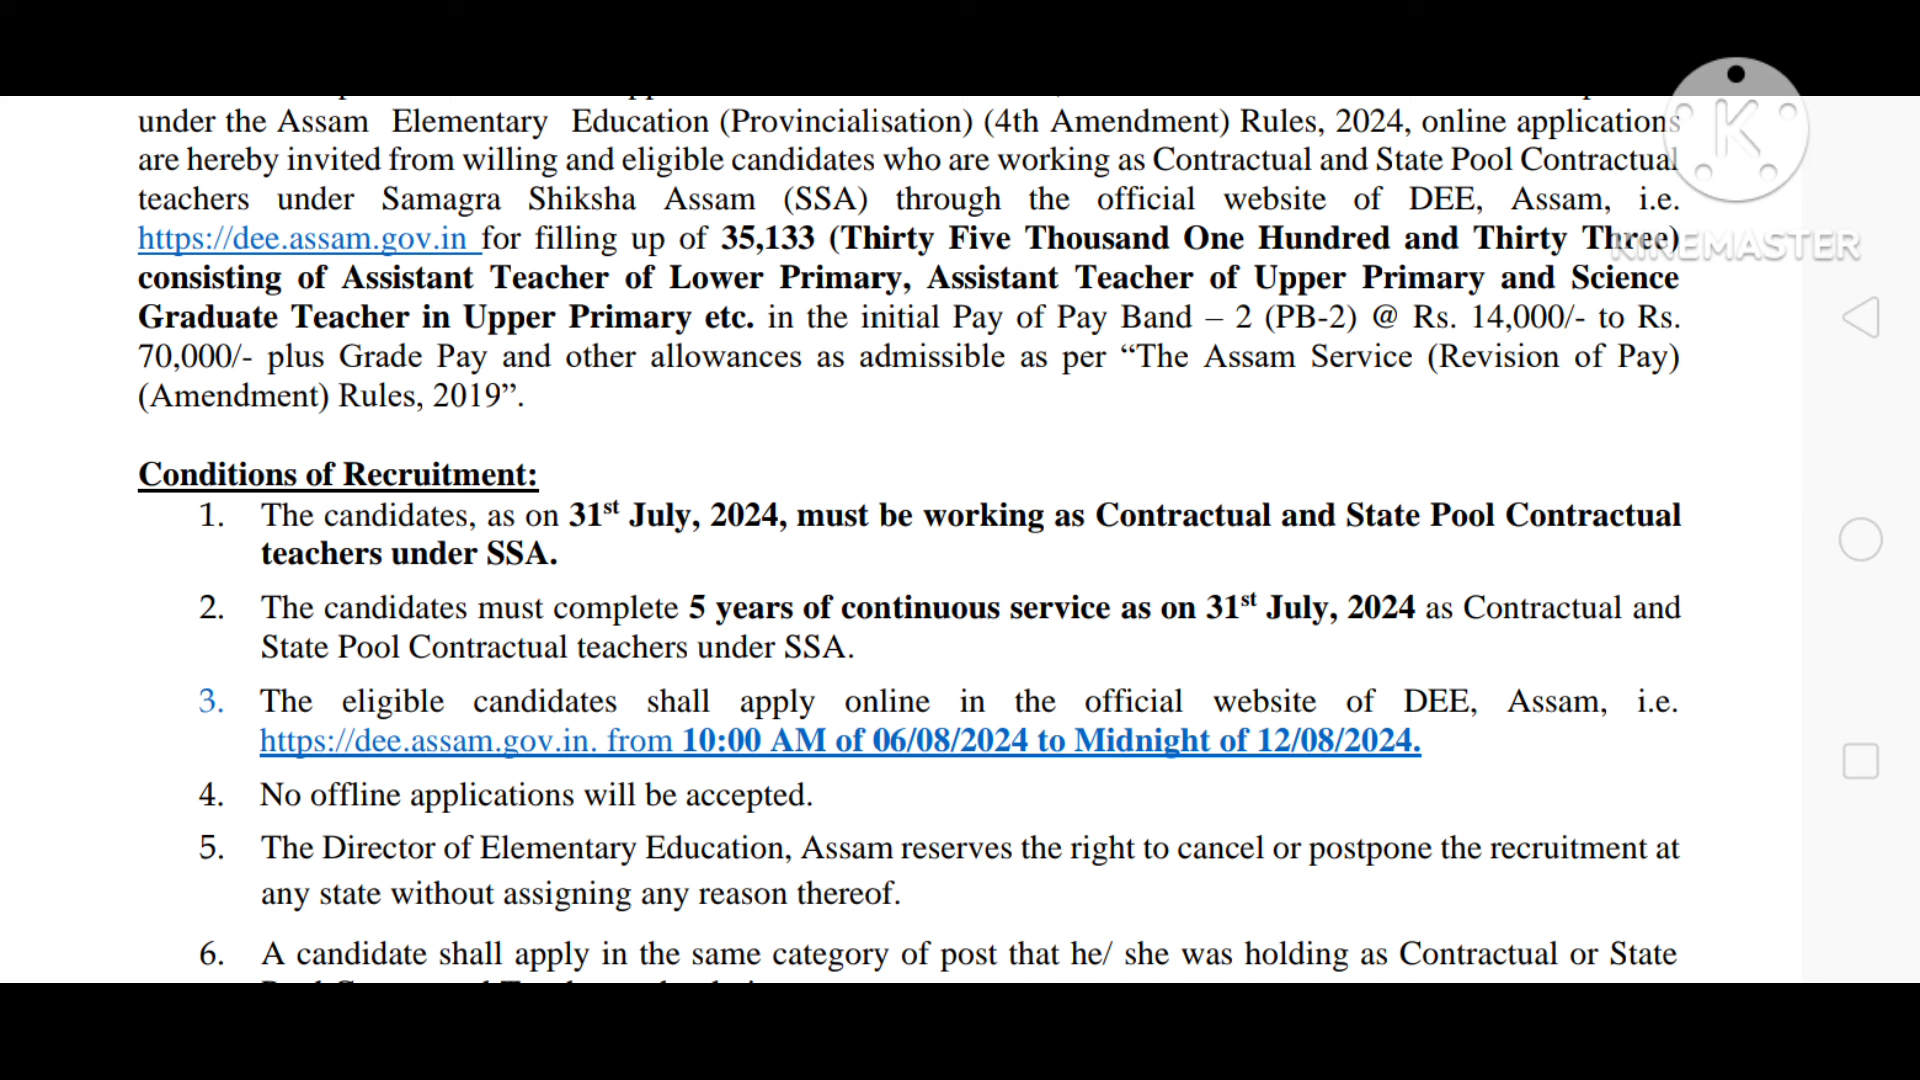 under the Assam Elementary Education (Provincialisation) (4th Amendment) Rules, 2024, online applications
are hereby invited from willing and eligible candidates who are working as Contractual and State Pool Contractual
teachers under Samagra Shiksha Assam (SSA) through the official website of DEE, Assam, i.e.
https://dee.assam.gov.in for filling up of 35,133 (Thirty Five Thousand One Hundred and Thirty Three)
consisting of Assistant Teacher of Lower Primary, Assistant Teacher of Upper Primary and Science
Graduate Teacher in Upper Primary etc. in the initial Pay of Pay Band – 2 (PB-2) @ Rs. 14,000/- to Rs.
70,000/- plus Grade Pay and other allowances as admissible as per “The Assam Service (Revision of Pay)
(Amendment) Rules, 2019”.
Conditions of Recruitment:
1. The candidates, as on 31st July, 2024, must be working as Contractual and State Pool Contractual
teachers under SSA.
2. The candidates must complete 5 years of continuous service as on 31st July, 2024 as Contractual and
State Pool Contractual teachers under SSA.
3. The eligible candidates shall apply online in the official website of DEE, Assam, i.e.
https://dee.assam.gov.in. from 10:00 AM of 06/08/2024 to Midnight of 12/08/2024.
4. No offline applications will be accepted.
5. The Director of Elementary Education, Assam reserves the right to cancel or postpone the recruitment at
any state without assigning any reason thereof.
6. A candidate shall apply in the same category of post that he/ she was holding as Contractual or State
K
KINEMASTER